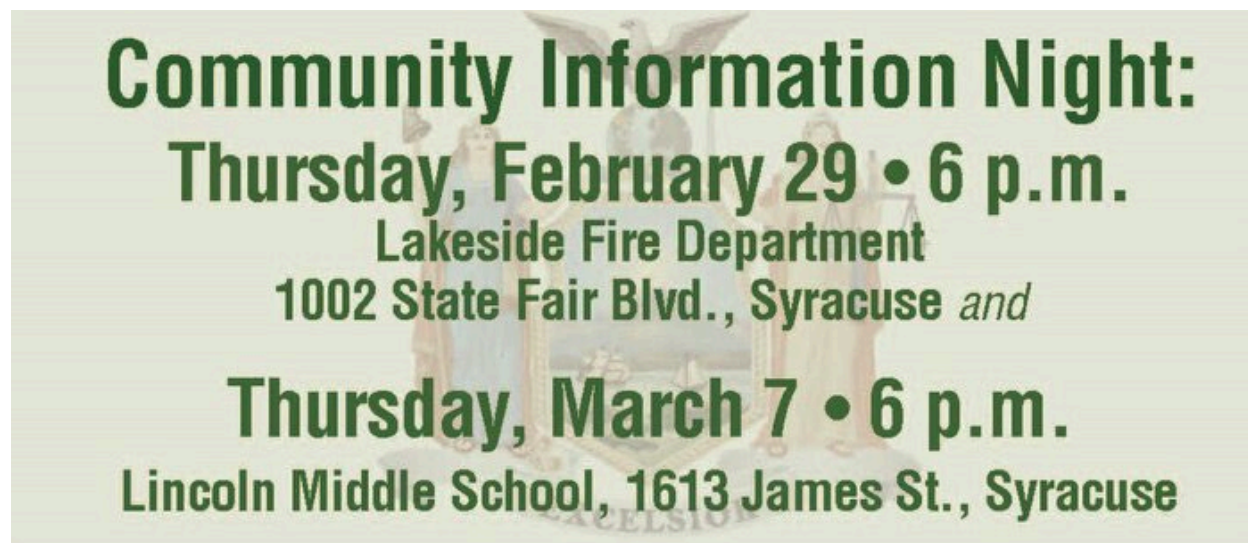 Community Information Night:
Thursday, February 29 • 6 p.m.
Lakeside Fire Department
1002 State Fair Blvd., Syracuse and
Thursday, March 7 • 6 p.m.
Lincoln Middle School, 1613 James St., Syracuse
EXCELSIOR